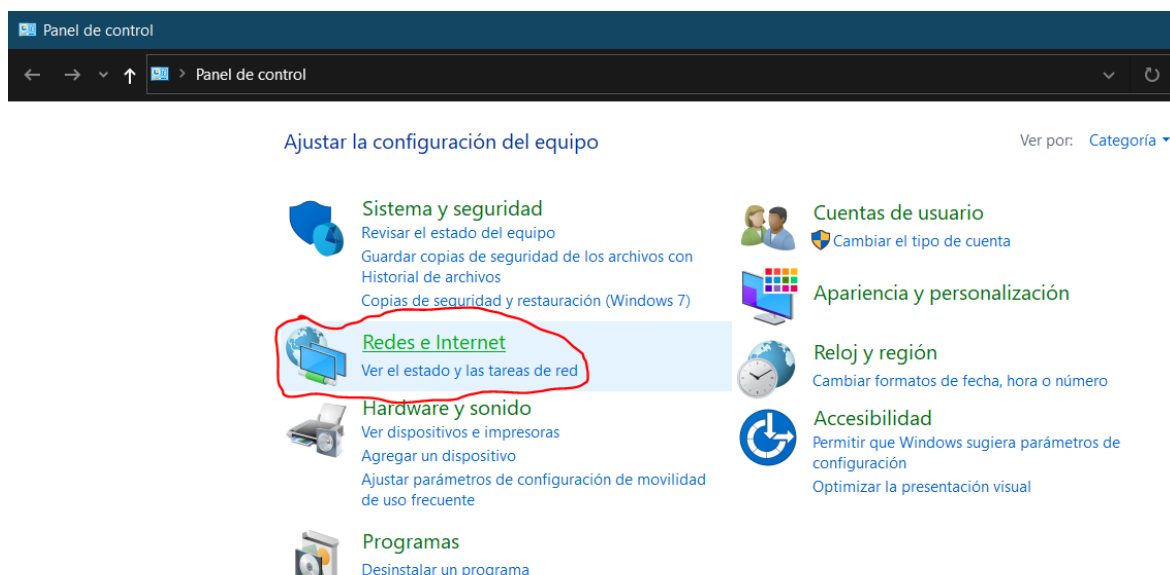 Panel de control
Panel de control
Ajustar la configuración del equipo
Ver por: Categoría
Sistema y seguridad
Revisar el estado del equipo
Guardar copias de seguridad de los archivos con
Historial de archivos
Copias de seguridad y restauración (Windows 7)
Redes e Internet
Ver el estado y las tareas de red
Hardware y sonido
Ver dispositivos e impresoras
Agregar un dispositivo
Ajustar parámetros de configuración de movilidad
de uso frecuente
Programas
Desinstalar un programa
Cuentas de usuario
Cambiar el tipo de cuenta
Apariencia y personalización
Reloj y región
Cambiar formatos de fecha, hora o número
Accesibilidad
Permitir que Windows sugiera parámetros de
configuración
Optimizar la presentación visual